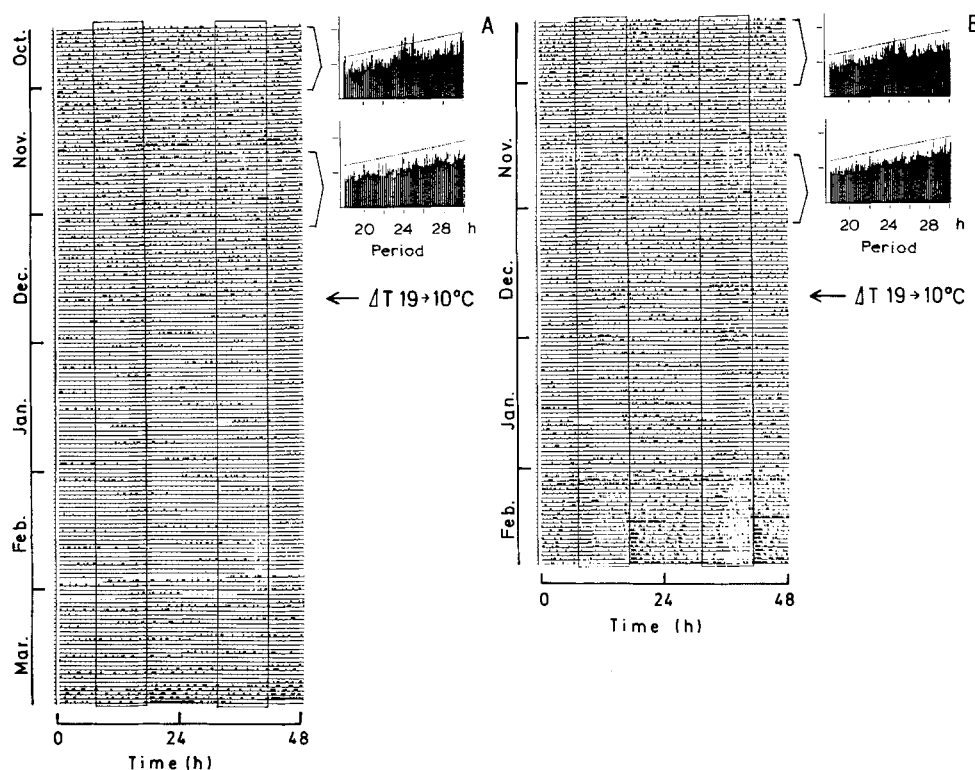 A
Oct.
Nov.
Dec.
Jan.
Feb.
Mar.
20 24 28 h
Period
← ΔT 19→10°C
0 24 48
Time (h)
B
Nov.
Dec.
Jan.
Feb.
20 24 28 h
Period
← ΔT 19→10°C
0 24 48
Time (h)